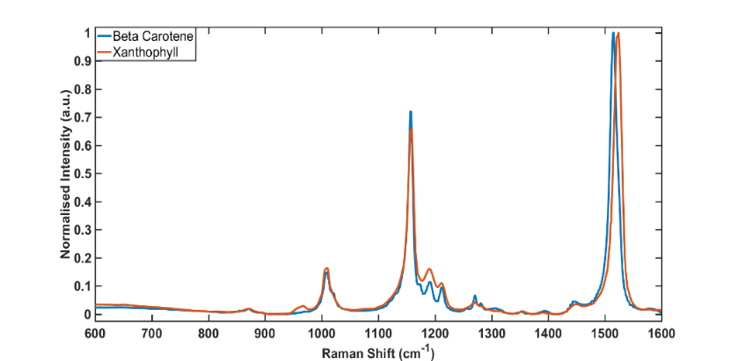 Beta Carotene
Xanthophyll
1
0.9
0.8
0.7
0.6
0.5
0.4
0.3
0.2
0.1
0
Normalised Intensity (a.u.)
600 700 800 900 1000 1100 1200 1300 1400 1500 1600
Raman Shift (cm⁻¹)